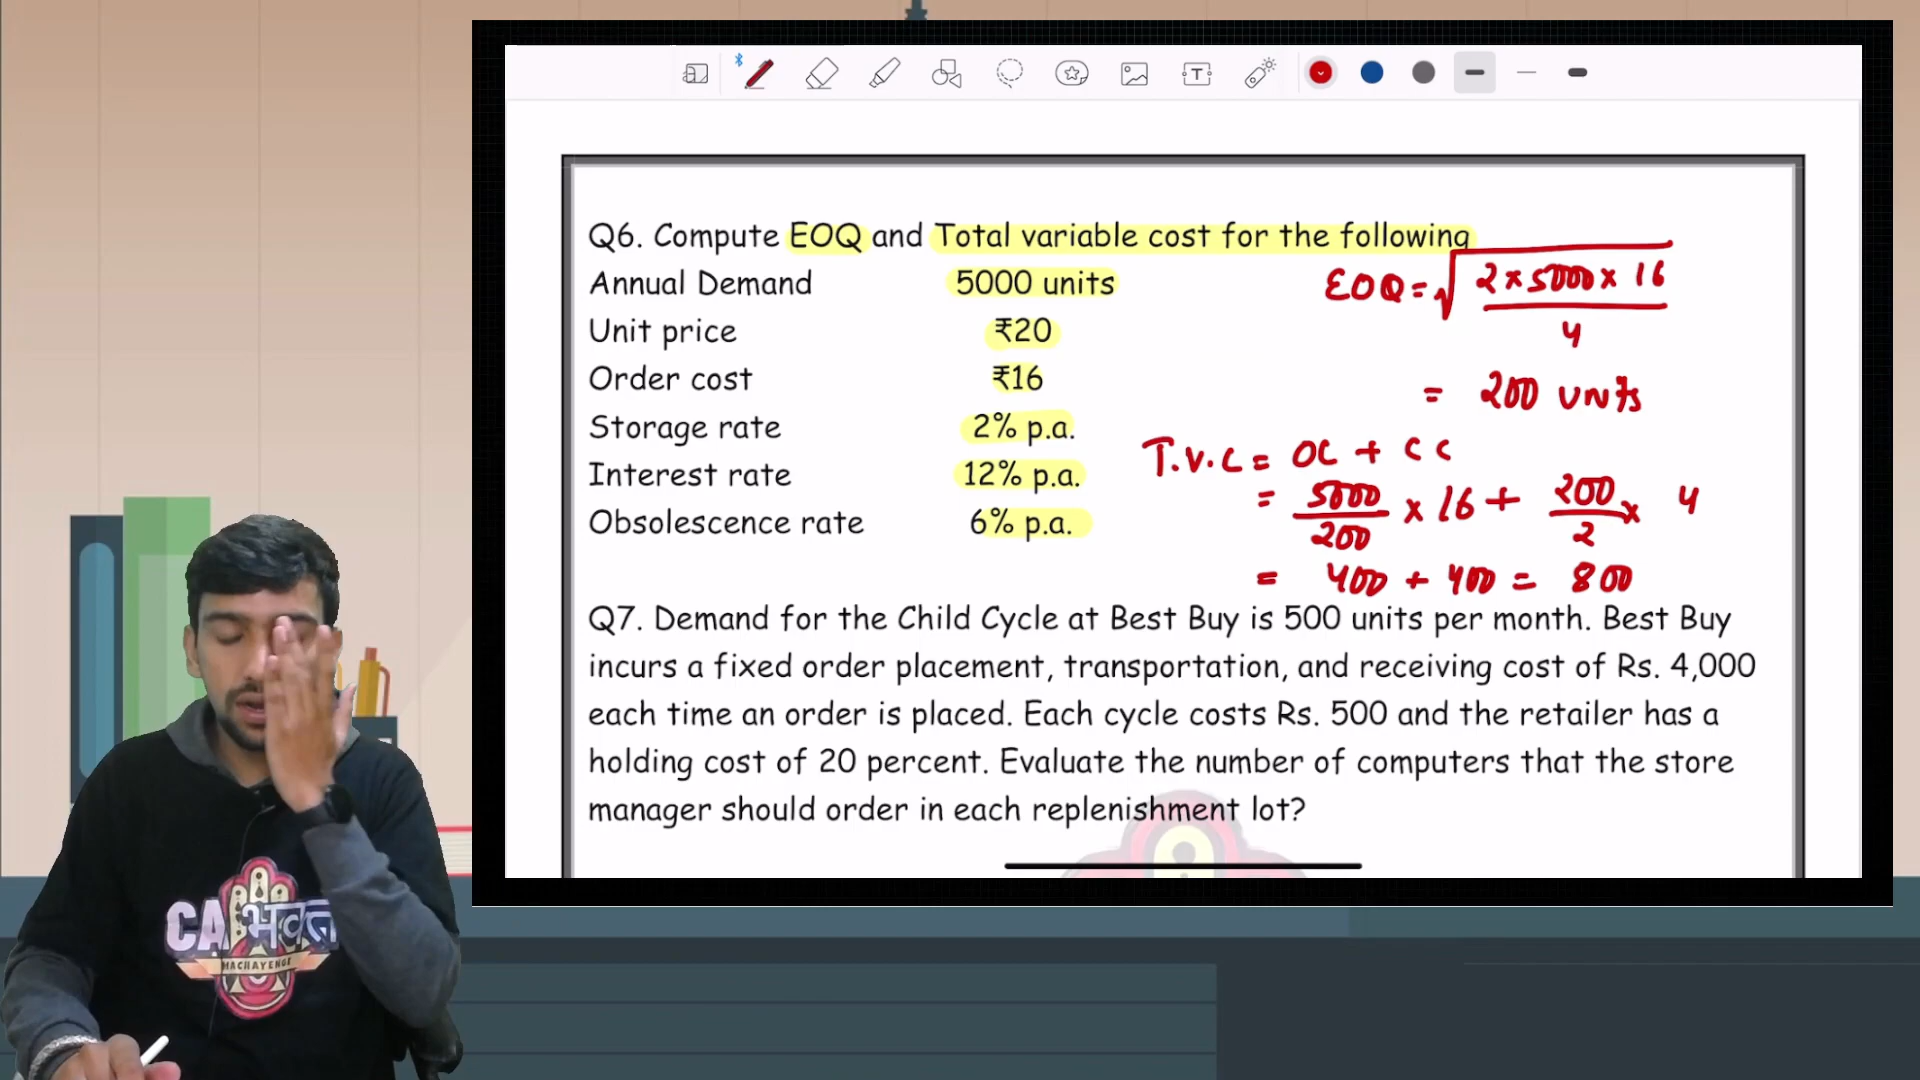 Q6. Compute EOQ and Total variable cost for the following
Annual Demand 5000 units
Unit price ₹20
Order cost ₹16
Storage rate 2% p.a.
Interest rate 12% p.a.
Obsolescence rate 6% p.a.
EOQ = √ 2 × 5000 × 16
4
= 200 units
T.V.C = OC + CC
= 5000/200 × 16 + 200/2 × 4
= 400 + 400 = 800
Q7. Demand for the Child Cycle at Best Buy is 500 units per month. Best Buy
incurs a fixed order placement, transportation, and receiving cost of Rs. 4,000
each time an order is placed. Each cycle costs Rs. 500 and the retailer has a
holding cost of 20 percent. Evaluate the number of computers that the store
manager should order in each replenishment lot?
CA भक्त
MACHAYENGE